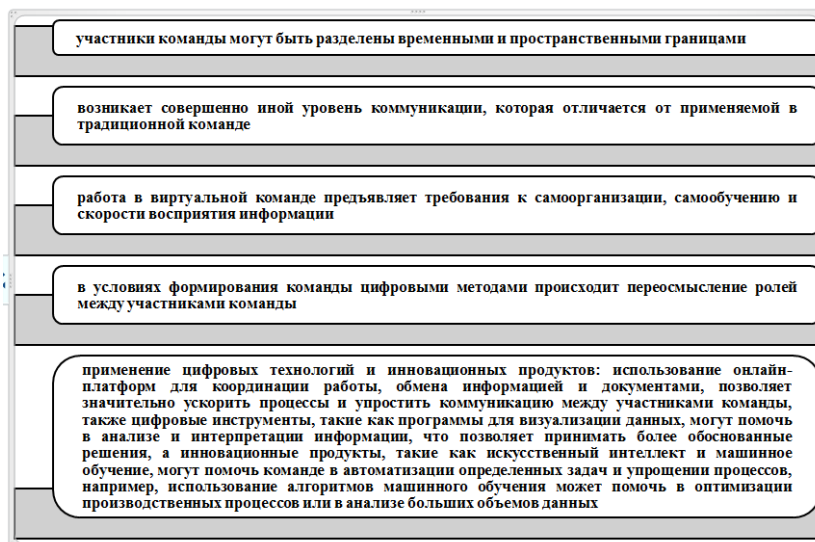 участники команды могут быть разделены временными и пространственными границами
возникает совершенно иной уровень коммуникации, которая отличается от применяемой в
традиционной команде
работа в виртуальной команде предъявляет требования к самоорганизации, самообучению и
скорости восприятия информации
в условиях формирования команды цифровыми методами происходит переосмысление ролей
между участниками команды
применение цифровых технологий и инновационных продуктов: использование онлайн-
платформ для координации работы, обмена информацией и документами, позволяет
значительно ускорить процессы и упростить коммуникацию между участниками команды,
также цифровые инструменты, такие как программы для визуализации данных, могут помочь
в анализе и интерпретации информации, что позволяет принимать более обоснованные
решения, а инновационные продукты, такие как искусственный интеллект и машинное
обучение, могут помочь команде в автоматизации определенных задач и упрощении процессов,
например, использование алгоритмов машинного обучения может помочь в оптимизации
производственных процессов или в анализе больших объемов данных